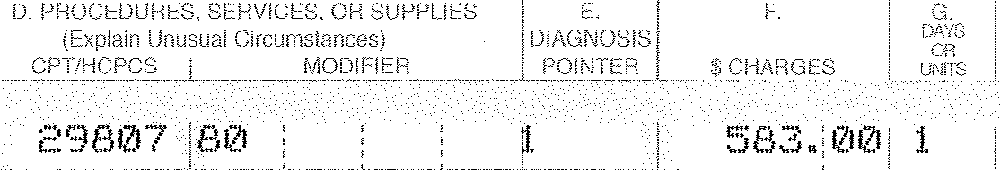 D. PROCEDURES, SERVICES, OR SUPPLIES E. F. G.
(Explain Unusual Circumstances) DIAGNOSIS DAYS
OR
CPT/HCPCS MODIFIER POINTER $ CHARGES UNITS
29807 80 1 583.00 1